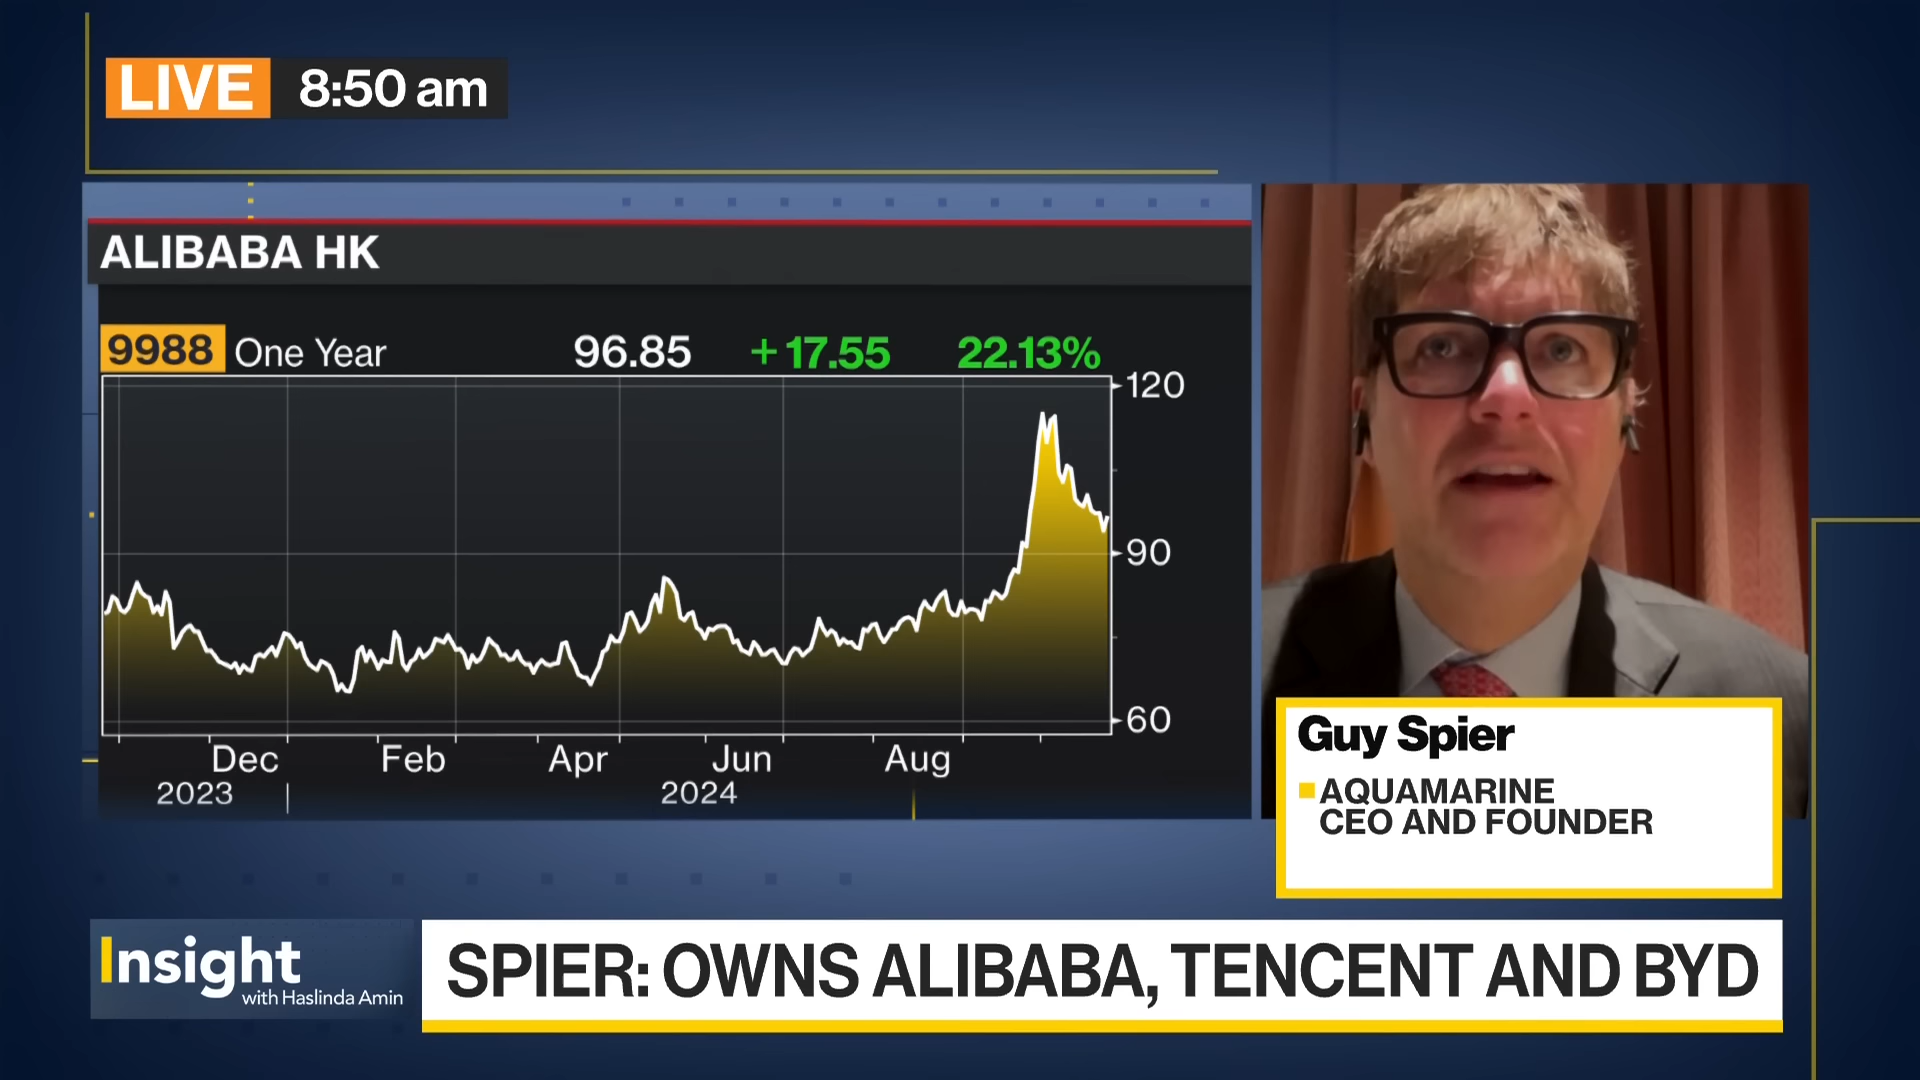 LIVE 8:50 am
ALIBABA HK
9988 One Year 96.85 +17.55 22.13%
120
90
60
Dec Feb Apr Jun Aug
2023 2024
Guy Spier
AQUAMARINE
CEO AND FOUNDER
Insight
with Haslinda Amin
SPIER: OWNS ALIBABA, TENCENT AND BYD